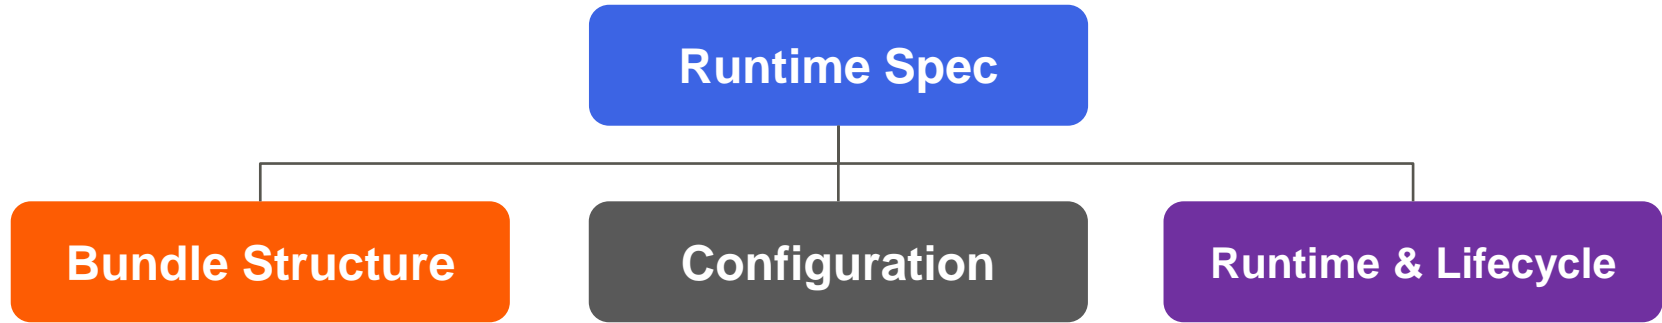 Runtime Spec
Bundle Structure
Configuration
Runtime & Lifecycle